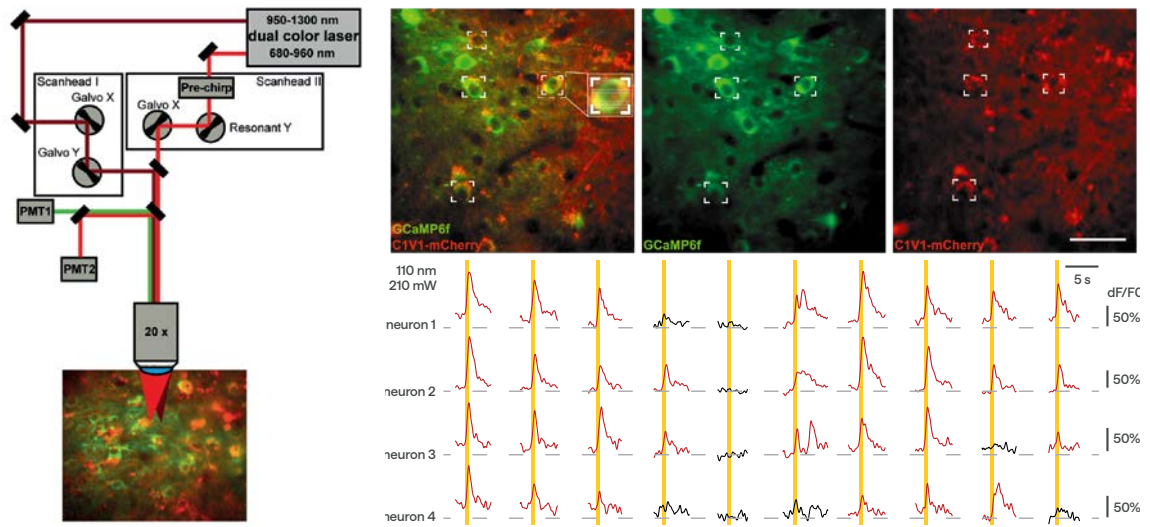 950-1300 nm
dual color laser
680-960 nm
Scanhead I
Scanhead II
Pre-chirp
Galvo X
Galvo X
Resonant Y
Galvo Y
PMT1
PMT2
20 x
GCaMP6f
C1V1-mCherry
GCaMP6f
C1V1-mCherry
110 nm
210 mW
5 s
dF/F0
50%
neuron 1
50%
neuron 2
50%
neuron 3
50%
neuron 4